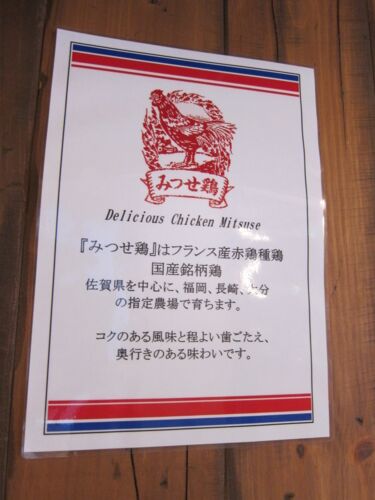 みつせ鶏
Delicious Chicken Mitsuse
『みつせ鶏』はフランス産赤鶏種鶏
国産銘柄鶏
佐賀県を中心に、福岡、長崎、大分
の指定農場で育ちます。
コクのある風味と程よい歯ごたえ、
奥行きのある味わいです。